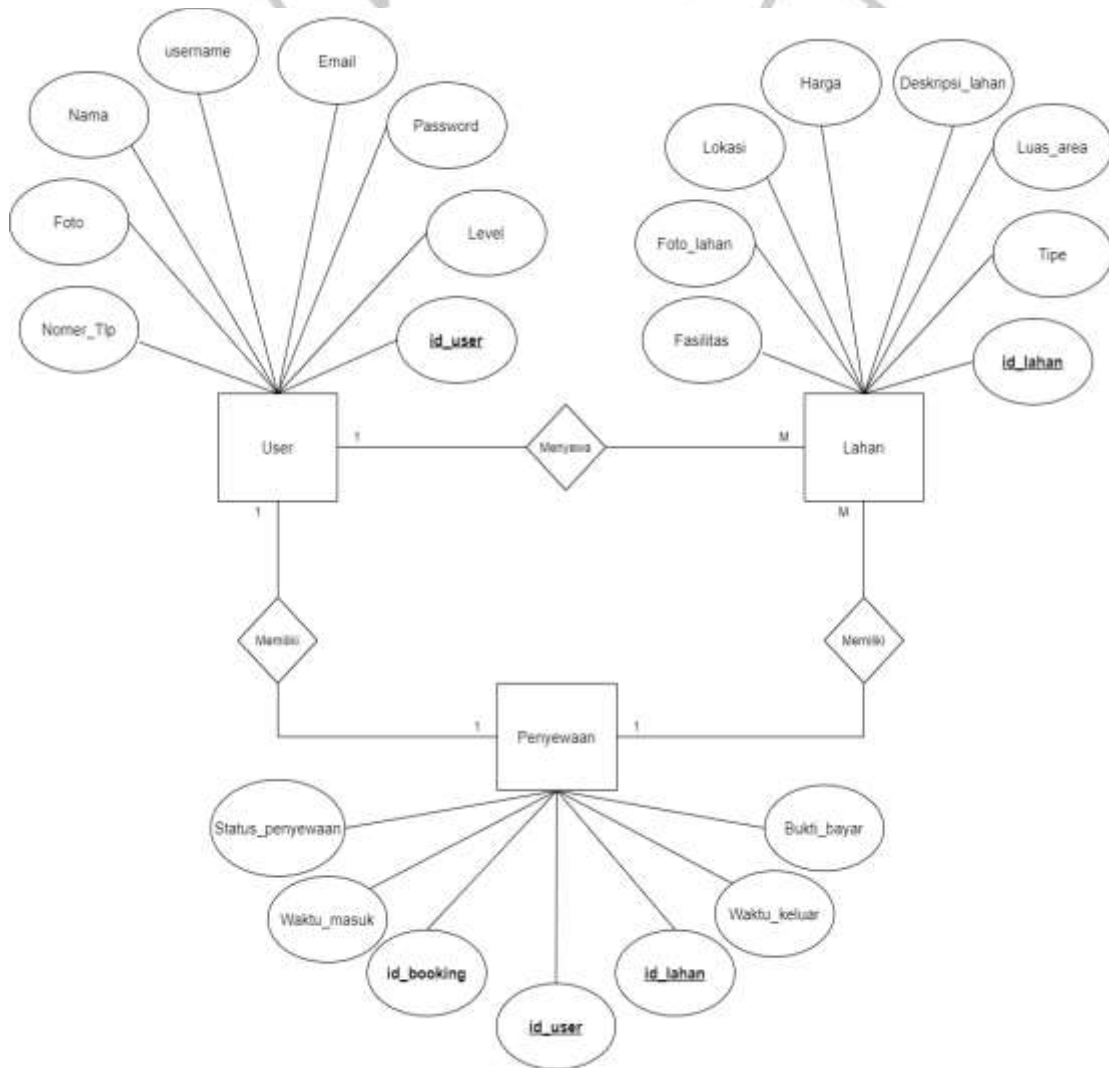 username
Email
Nama
Password
Foto
Level
Nomer_Tlp
id_user
Harga
Deskripsi_lahan
Lokasi
Luas_area
Foto_lahan
Tipe
Fasilitas
id_lahan
User
1
Menyewa
M
Lahan
1
M
Memiliki
Memiliki
1
Penyewaan
1
Status_penyewaan
Bukti_bayar
Waktu_masuk
Waktu_keluar
id_booking
id_lahan
id_user